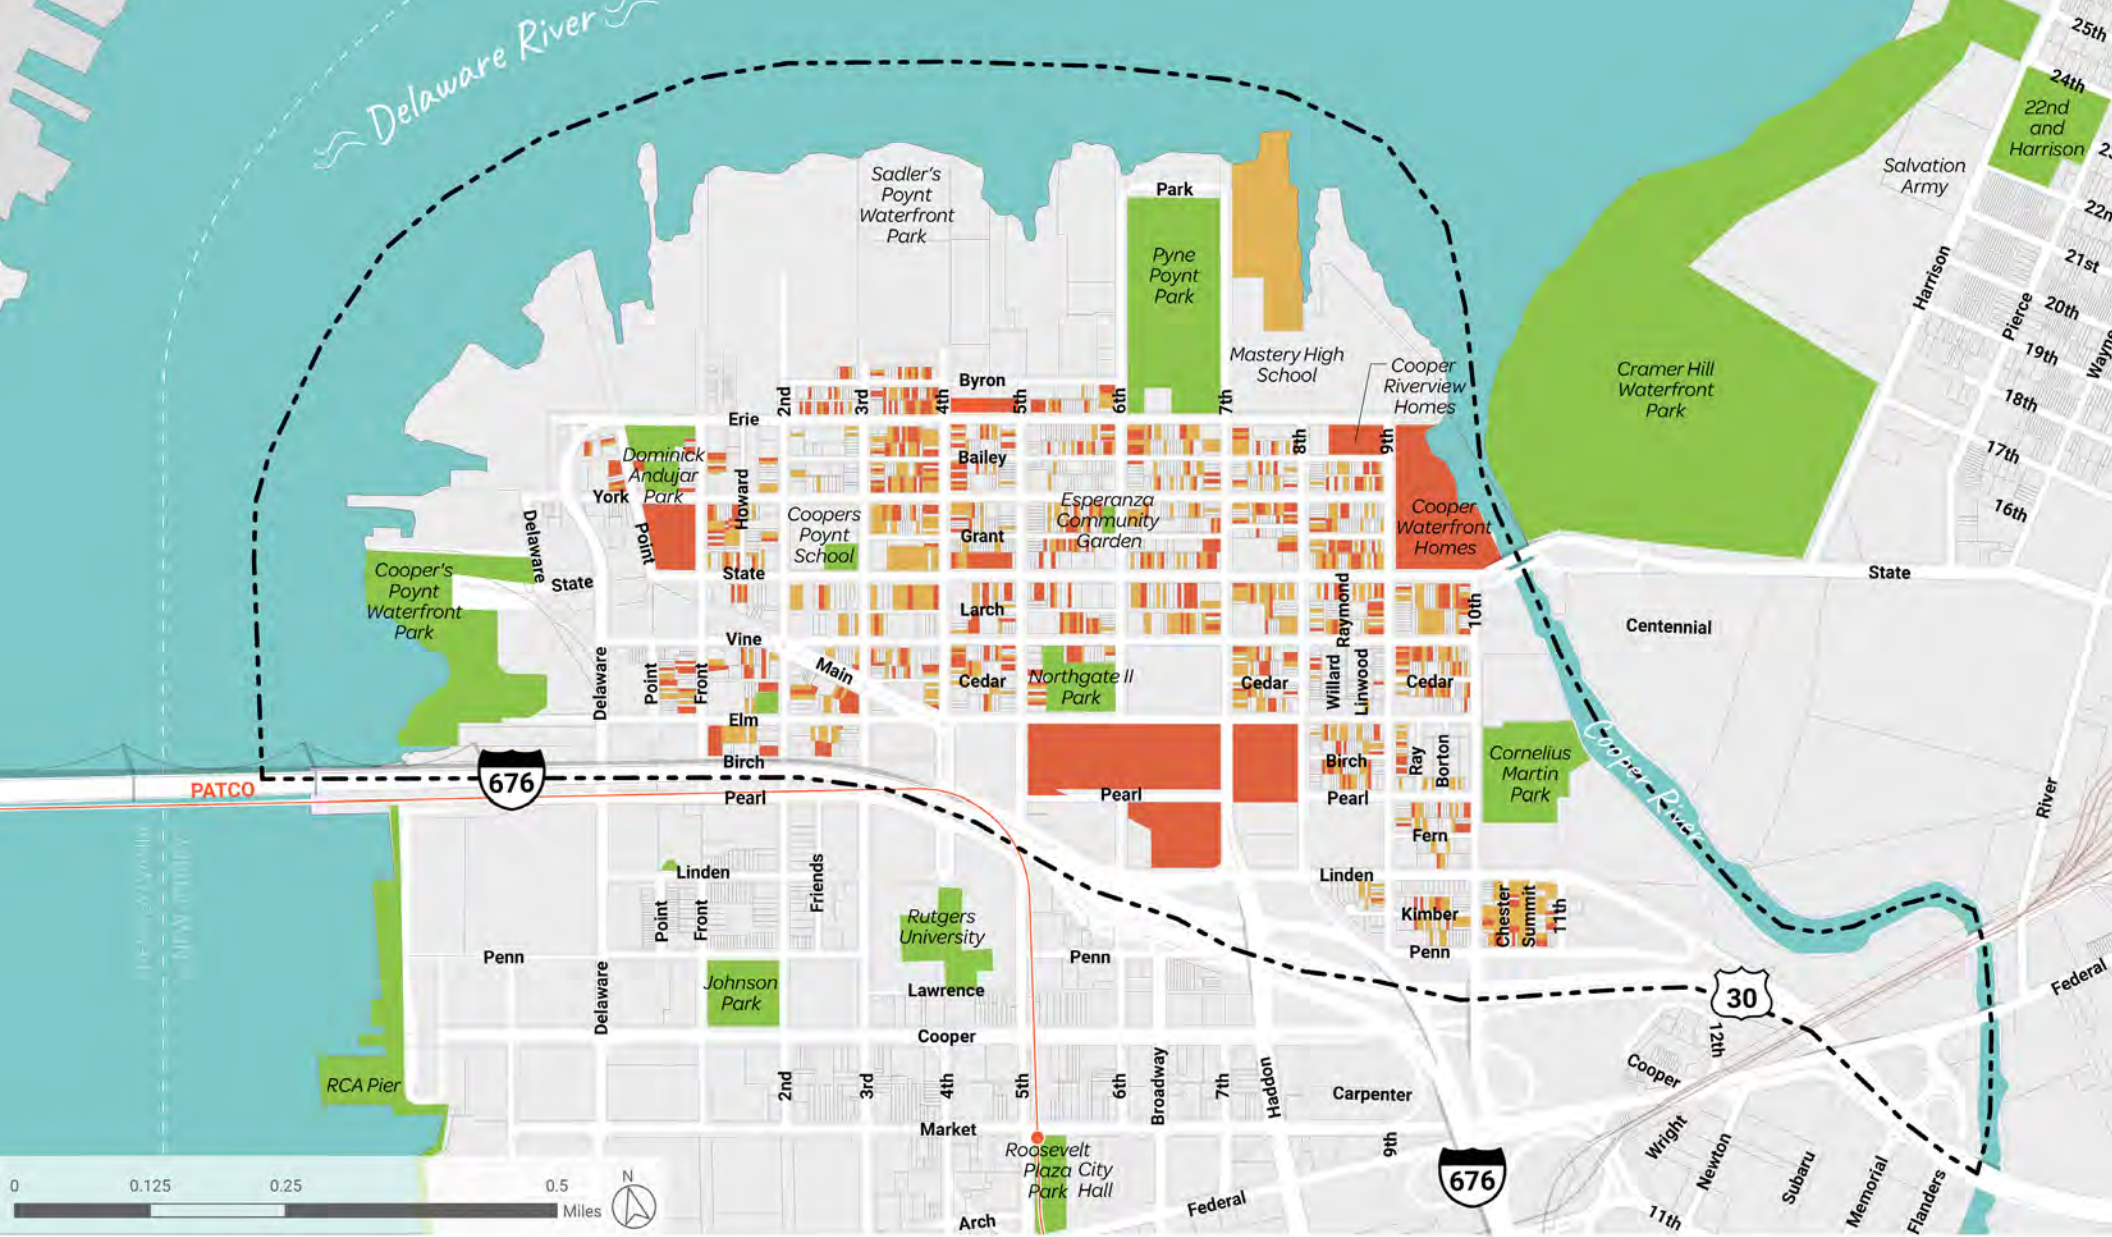 Delaware River
25th
24th
22nd
and
Harrison
Salvation
Army
Sadler's
Poynt
Waterfront
Park
Park
Pyne
Poynt
Park
22n
21st
20th
19th
18th
17th
16th
Harrison
Pierce
Wayne
Mastery High
School
Cooper
Riverview
Homes
Cramer Hill
Waterfront
Park
Byron
2nd
3rd
4th
5th
6th
7th
8th
9th
Erie
Bailey
Dominick
Andujar
Park
York
Howard
Point
Delaware
State
Coopers
Poynt
School
Esperanza
Community
Garden
Grant
Cooper
Waterfront
Homes
State
State
Cooper's
Poynt
Waterfront
Park
Larch
Raymond
10th
Centennial
Vine
Main
Delaware
Point
Front
Cedar
Northgate II
Park
Cedar
Willard
Linwood
Cedar
Elm
Birch
Birch
Ray
Borton
Cornelius
Martin
Park
Cooper River
River
PATCO
676
Pearl
Pearl
Pearl
Fern
Linden
Friends
Linden
Point
Front
Rutgers
University
Kimber
Chester
Summit
11th
Penn
Penn
Penn
Delaware
Johnson
Park
Lawrence
30
Federal
Cooper
12th
Cooper
RCA Pier
2nd
3rd
4th
5th
6th
Broadway
7th
Haddon
Carpenter
Market
9th
Roosevelt
Plaza
Park
City
Hall
676
Wright
Newton
Subaru
Memorial
Flanders
11th
Federal
Arch
0
0.125
0.25
0.5
Miles
N